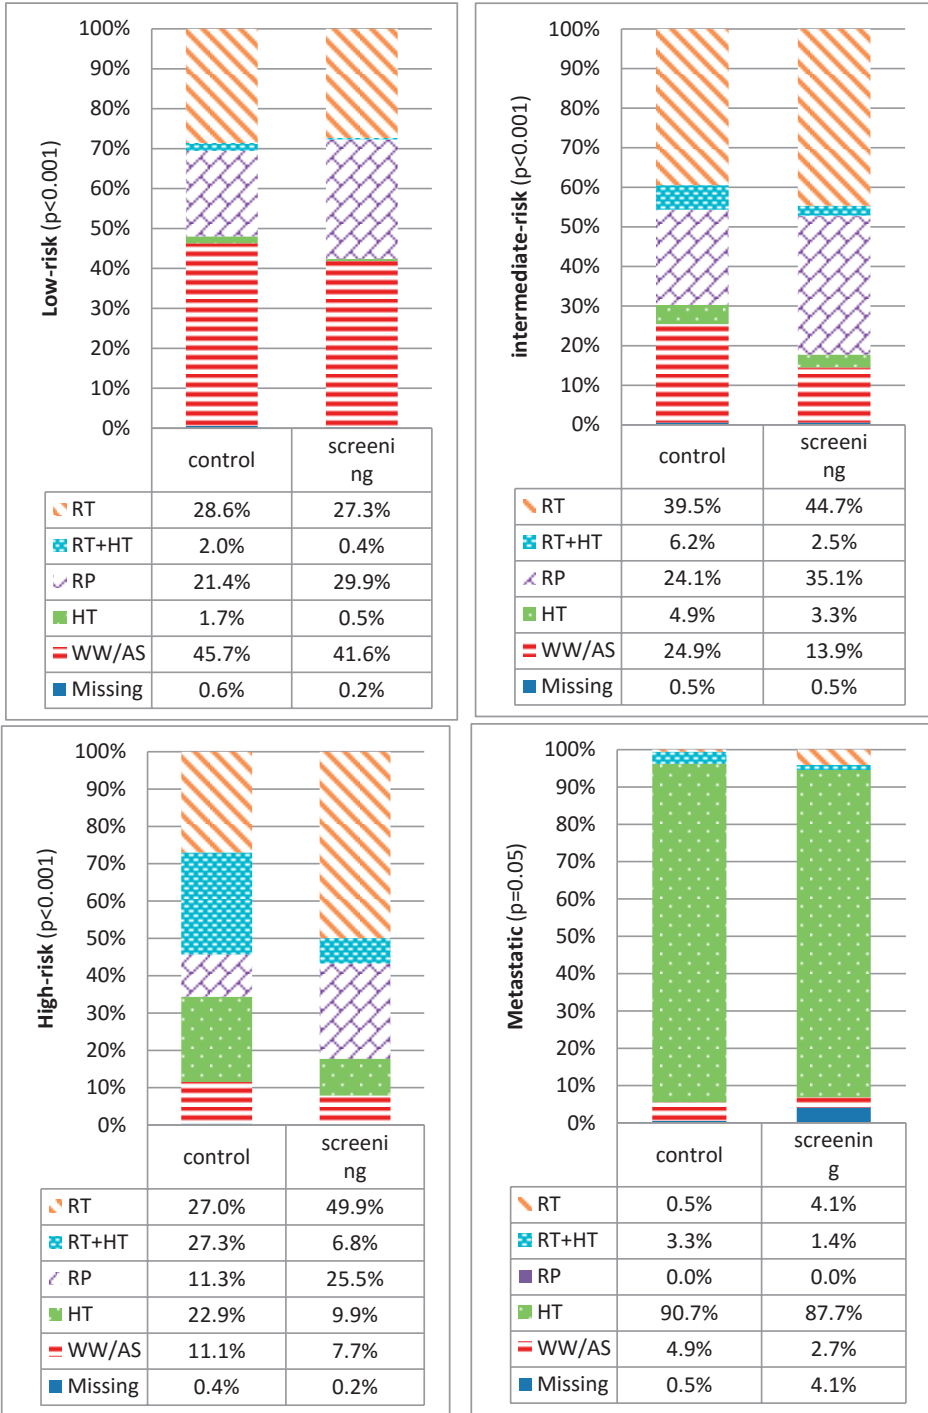 100%
90%
80%
70%
60%
50%
40%
30%
20%
10%
0%
Low-risk (p<0.001)
control screeni
ng
RT 28.6% 27.3%
RT+HT 2.0% 0.4%
RP 21.4% 29.9%
HT 1.7% 0.5%
WW/AS 45.7% 41.6%
Missing 0.6% 0.2%
100%
90%
80%
70%
60%
50%
40%
30%
20%
10%
0%
intermediate-risk (p<0.001)
control screeni
ng
RT 39.5% 44.7%
RT+HT 6.2% 2.5%
RP 24.1% 35.1%
HT 4.9% 3.3%
WW/AS 24.9% 13.9%
Missing 0.5% 0.5%
100%
90%
80%
70%
60%
50%
40%
30%
20%
10%
0%
High-risk (p<0.001)
control screeni
ng
RT 27.0% 49.9%
RT+HT 27.3% 6.8%
RP 11.3% 25.5%
HT 22.9% 9.9%
WW/AS 11.1% 7.7%
Missing 0.4% 0.2%
100%
90%
80%
70%
60%
50%
40%
30%
20%
10%
0%
Metastatic (p=0.05)
control screenin
g
RT 0.5% 4.1%
RT+HT 3.3% 1.4%
RP 0.0% 0.0%
HT 90.7% 87.7%
WW/AS 4.9% 2.7%
Missing 0.5% 4.1%